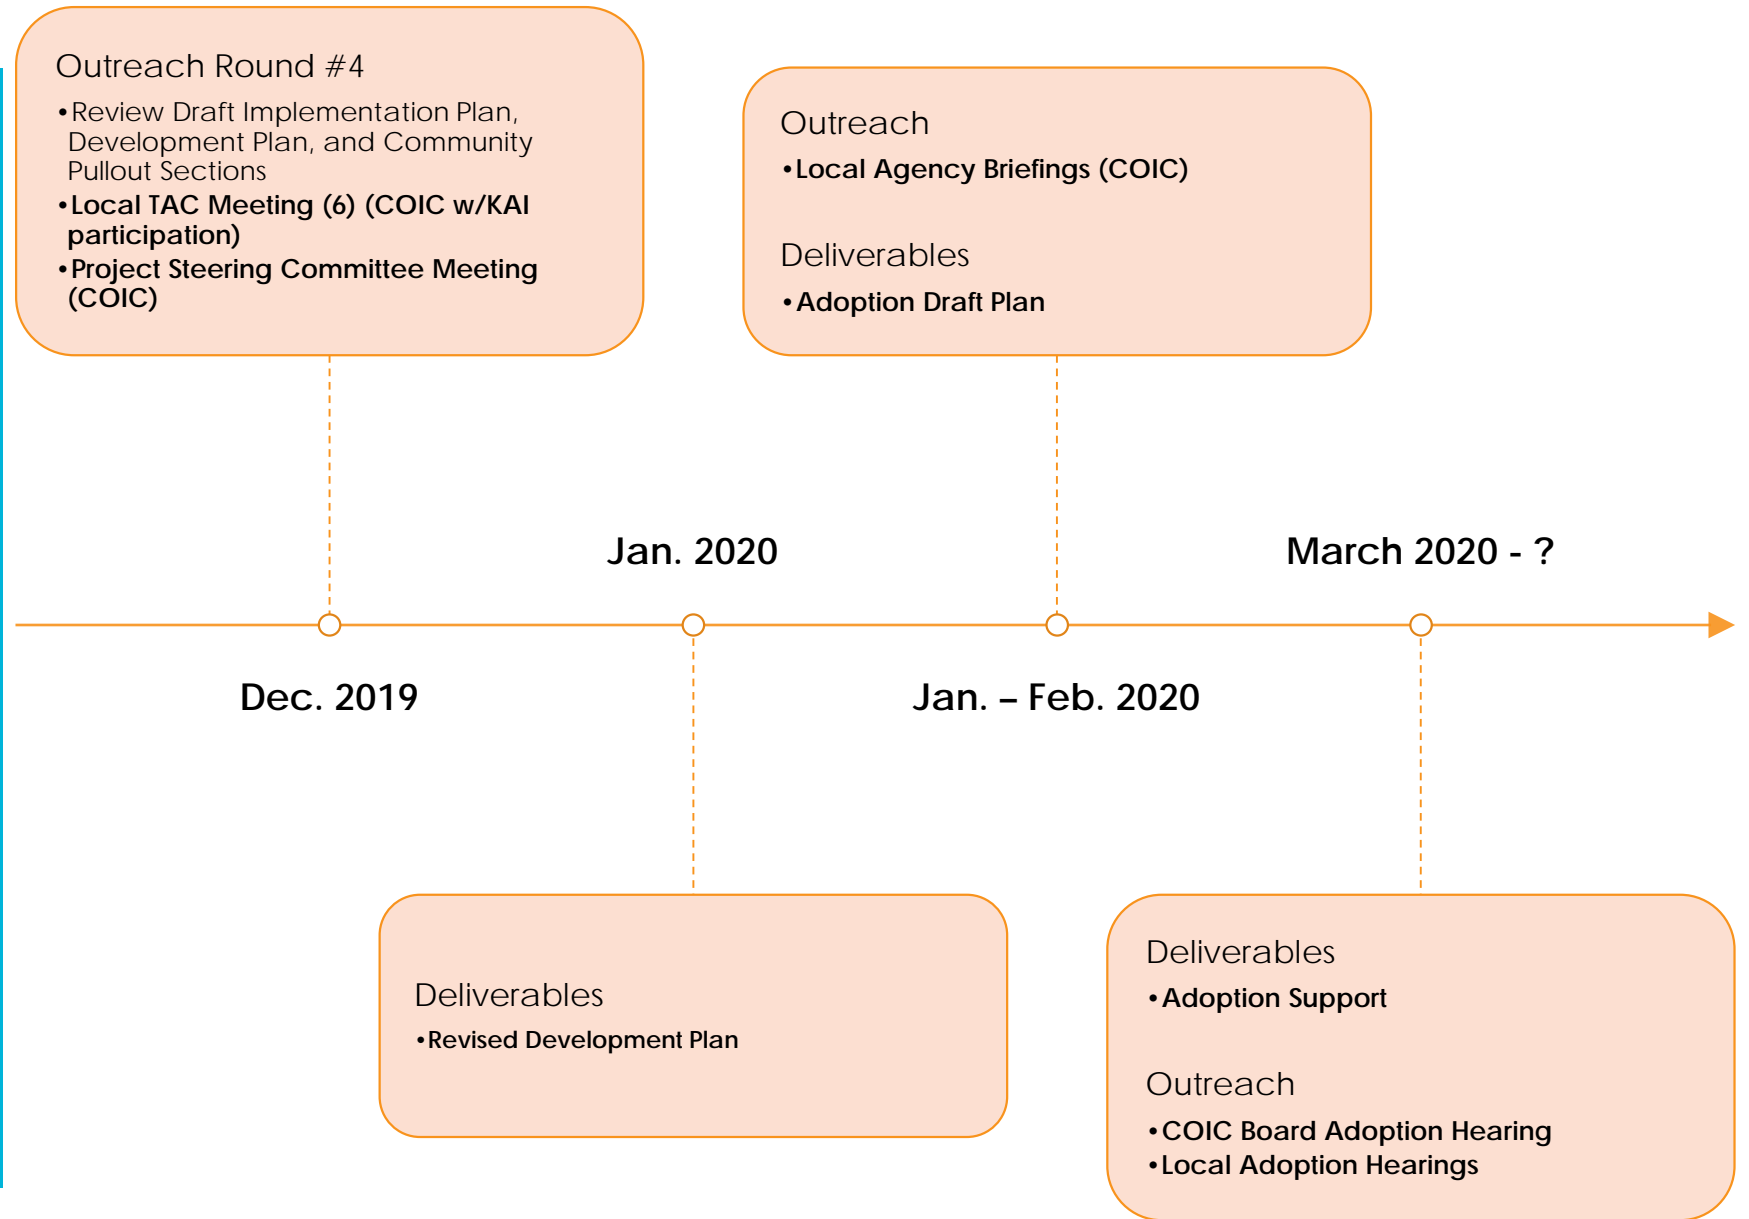 Outreach Round #4
•Review Draft Implementation Plan,
Development Plan, and Community
Pullout Sections
•Local TAC Meeting (6) (COIC w/KAI
participation)
•Project Steering Committee Meeting
(COIC)
Outreach
•Local Agency Briefings (COIC)
Deliverables
•Adoption Draft Plan
Jan. 2020
March 2020 - ?
Dec. 2019
Jan. – Feb. 2020
Deliverables
•Revised Development Plan
Deliverables
•Adoption Support
Outreach
•COIC Board Adoption Hearing
•Local Adoption Hearings